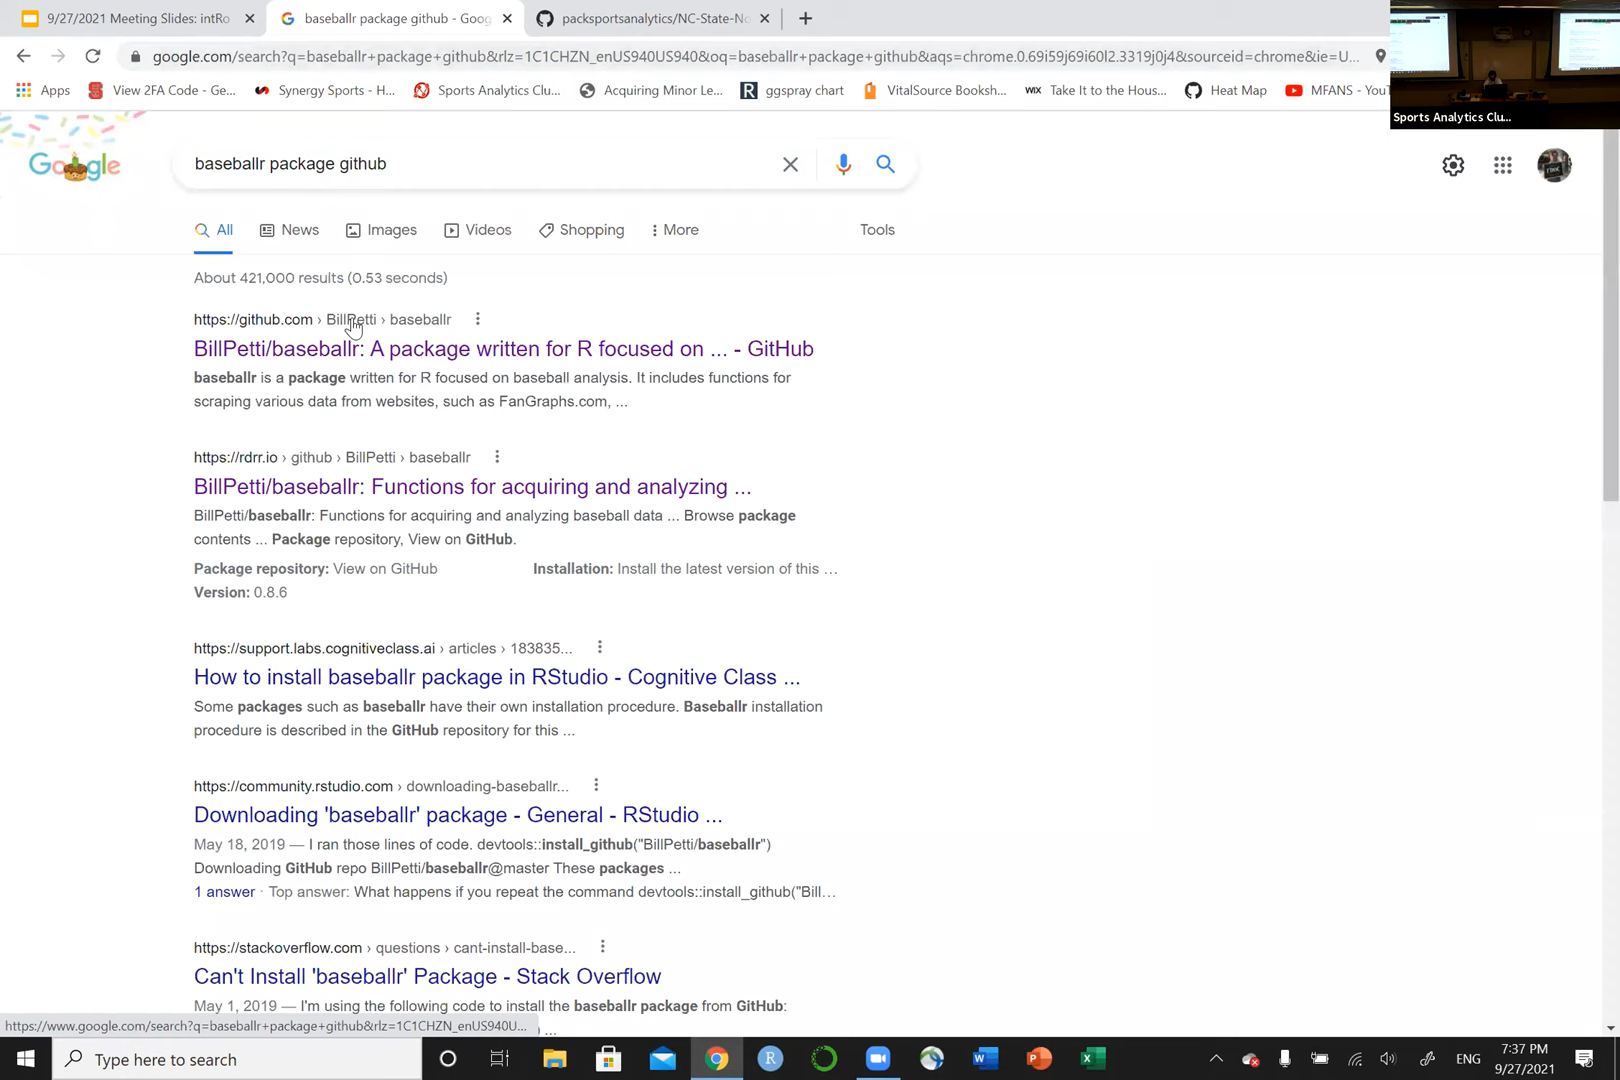 9/27/2021 Meeting Slides: intRo
baseballr package github - Goog
packsportsanalytics/NC-State-No
google.com/search?q=baseballr+package+github&rlz=1C1CHZN_enUS940US940&oq=baseballr+package+github&aqs=chrome.0.69i59j69i60l2.3319j0j4&sourceid=chrome&ie=U...
Apps
View 2FA Code - Ge...
Synergy Sports - H...
Sports Analytics Clu...
Acquiring Minor Le...
ggspray chart
VitalSource Booksh...
WiX Take It to the Hous...
Heat Map
MFANS - YouT
Sports Analytics Clu...
Google
baseballr package github
All
News
Images
Videos
Shopping
More
Tools
About 421,000 results (0.53 seconds)
https://github.com › BillPetti › baseballr
BillPetti/baseballr: A package written for R focused on ... - GitHub
baseballr is a package written for R focused on baseball analysis. It includes functions for
scraping various data from websites, such as FanGraphs.com, ...
https://rdrr.io › github › BillPetti › baseballr
BillPetti/baseballr: Functions for acquiring and analyzing ...
BillPetti/baseballr: Functions for acquiring and analyzing baseball data ... Browse package
contents ... Package repository, View on GitHub.
Package repository: View on GitHub
Installation: Install the latest version of this ...
Version: 0.8.6
https://support.labs.cognitiveclass.ai › articles › 183835...
How to install baseballr package in RStudio - Cognitive Class ...
Some packages such as baseballr have their own installation procedure. Baseballr installation
procedure is described in the GitHub repository for this ...
https://community.rstudio.com › downloading-baseballr...
Downloading 'baseballr' package - General - RStudio ...
May 18, 2019 — I ran those lines of code. devtools::install_github("BillPetti/baseballr")
Downloading GitHub repo BillPetti/baseballr@master These packages ...
1 answer · Top answer: What happens if you repeat the command devtools::install_github("Bill...
https://stackoverflow.com › questions › cant-install-base...
Can't Install 'baseballr' Package - Stack Overflow
May 1, 2019 — I'm using the following code to install the baseballr package from GitHub:
https://www.google.com/search?q=baseballr+package+github&rlz=1C1CHZN_enUS940U...
Type here to search
ENG
7:37 PM
9/27/2021